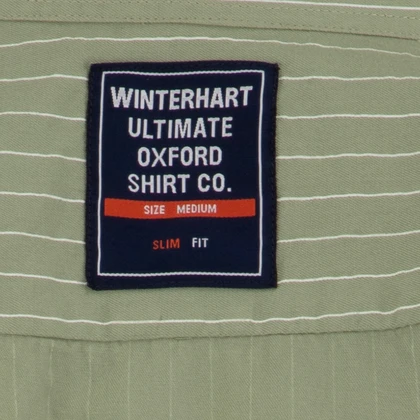 WINTERHART
ULTIMATE
OXFORD
SHIRT CO.
SIZE MEDIUM
SLIM FIT